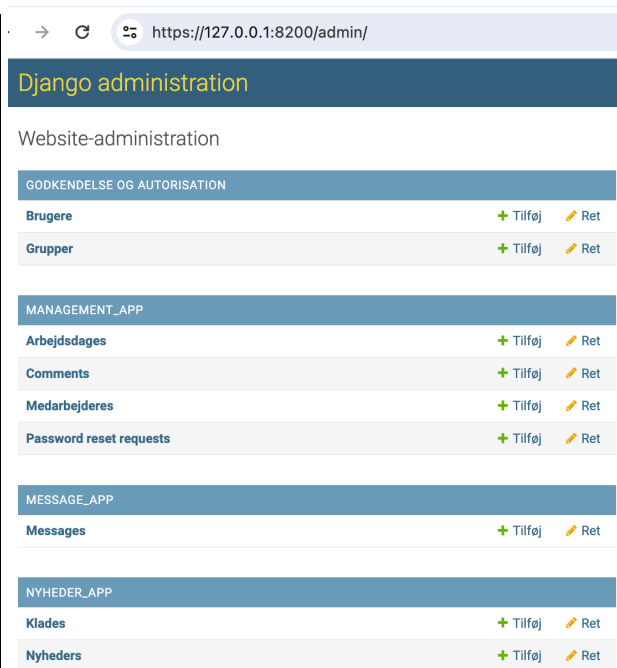 https://127.0.0.1:8200/admin/
Django administration
Website-administration
GODKENDELSE OG AUTORISATION
Brugere Tilføj Ret
Grupper Tilføj Ret
MANAGEMENT_APP
Arbejdsdages Tilføj Ret
Comments Tilføj Ret
Medarbejderes Tilføj Ret
Password reset requests Tilføj Ret
MESSAGE_APP
Messages Tilføj Ret
NYHEDER_APP
Klades Tilføj Ret
Nyheders Tilføj Ret